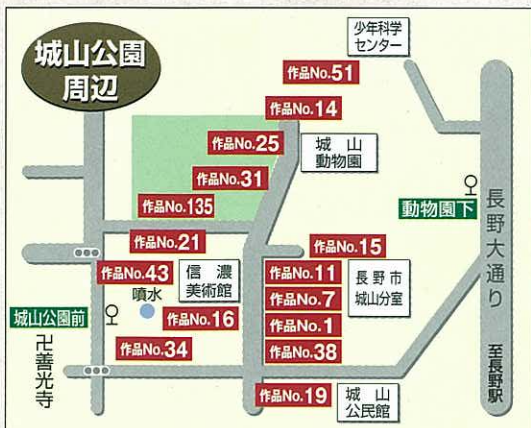 城山公園
周辺
少年科学
センター
作品No.51
作品No.14
作品No.25
城山
動物園
作品No.31
作品No.135
動物園下
長野大通り
作品No.21
作品No.15
作品No.43
信濃
美術館
作品No.11
長野市
城山分室
噴水
作品No.7
城山公園前
作品No.16
作品No.1
卍善光寺
作品No.34
作品No.38
至長野駅
作品No.19
城山
公民館